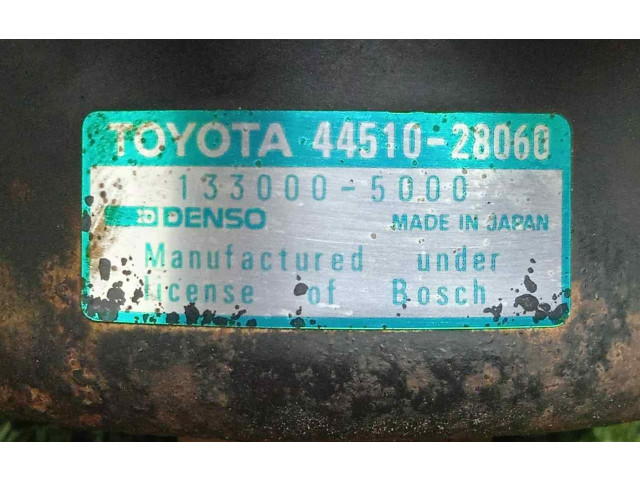 TOYOTA 44510-28060
133000-5000
DENSO MADE IN JAPAN
Manufactured under
license of Bosch